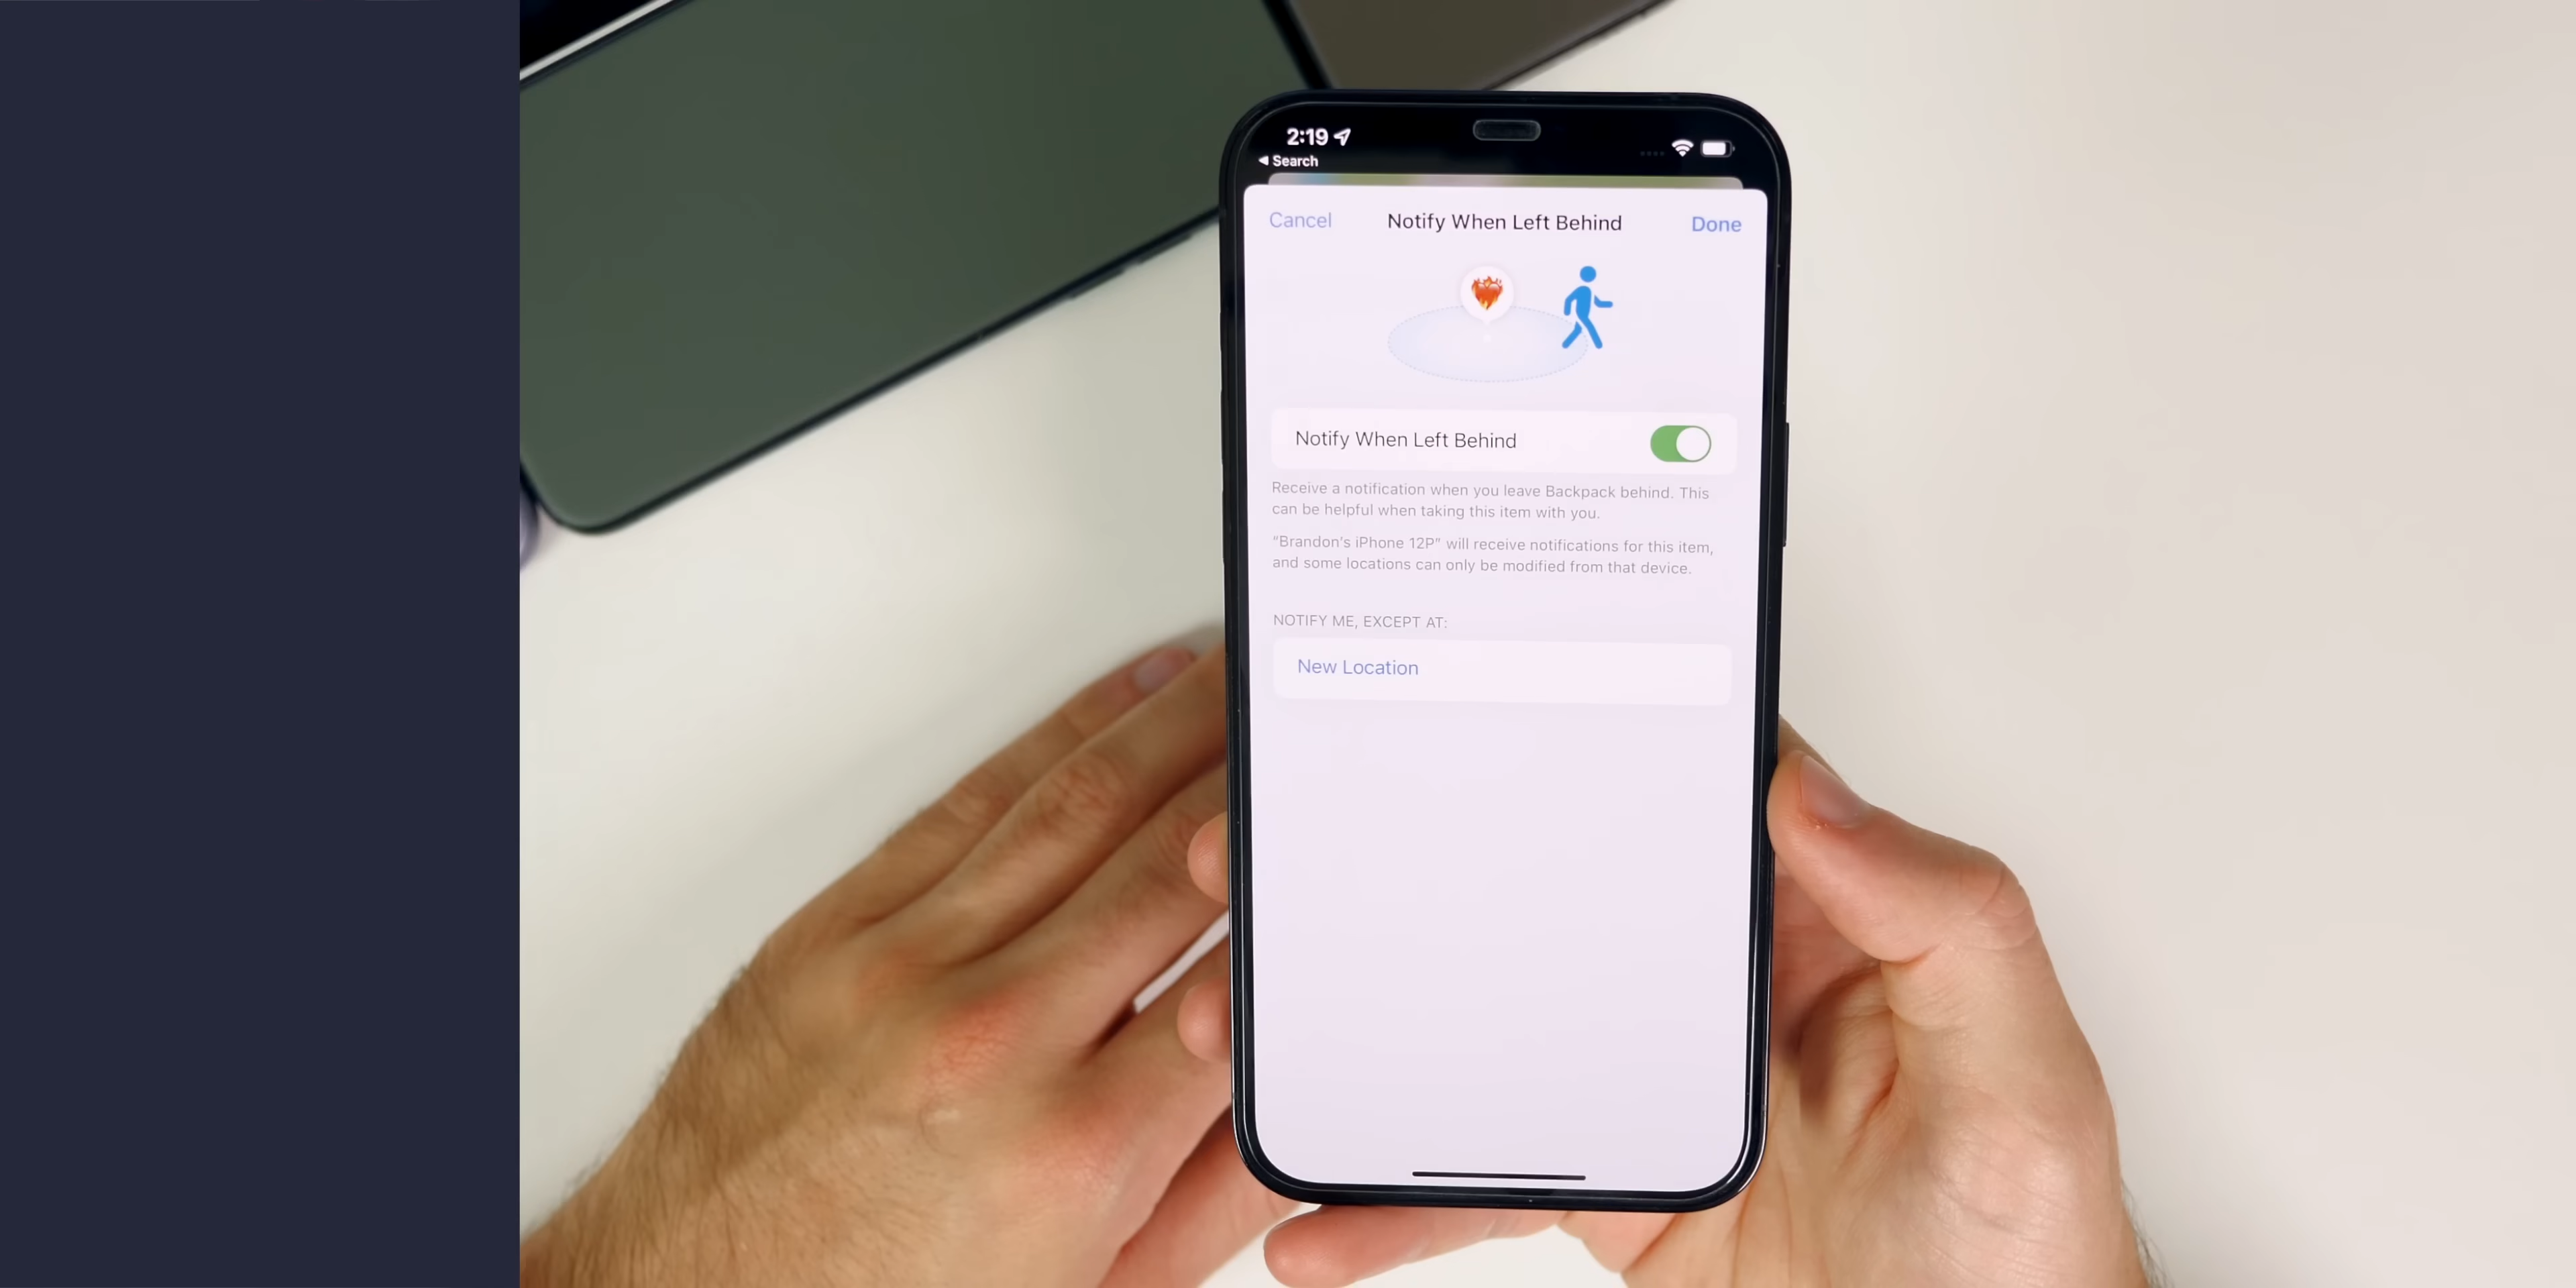 2:19
Search
Cancel
Notify When Left Behind
Done
Notify When Left Behind
Receive a notification when you leave Backpack behind. This
can be helpful when taking this item with you.
"Brandon's iPhone 12P" will receive notifications for this item,
and some locations can only be modified from that device.
NOTIFY ME, EXCEPT AT:
New Location